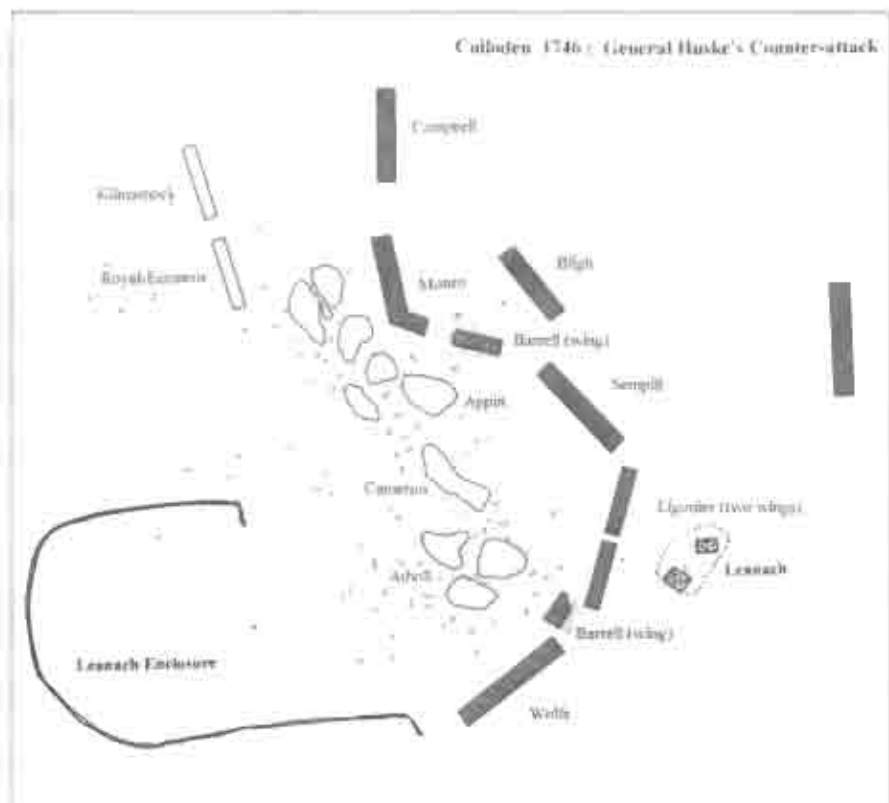 Culloden 1746 : General Huske's Counter-attack
Campbell
Kilmarnock
Royal Ecossois
Monro
Bligh
Barrell (wing)
Sempill
Appin
Cameron
Ligonier (two wings)
Leanach
Atholl
Barrell (wing)
Leanach Enclosure
Wolfe